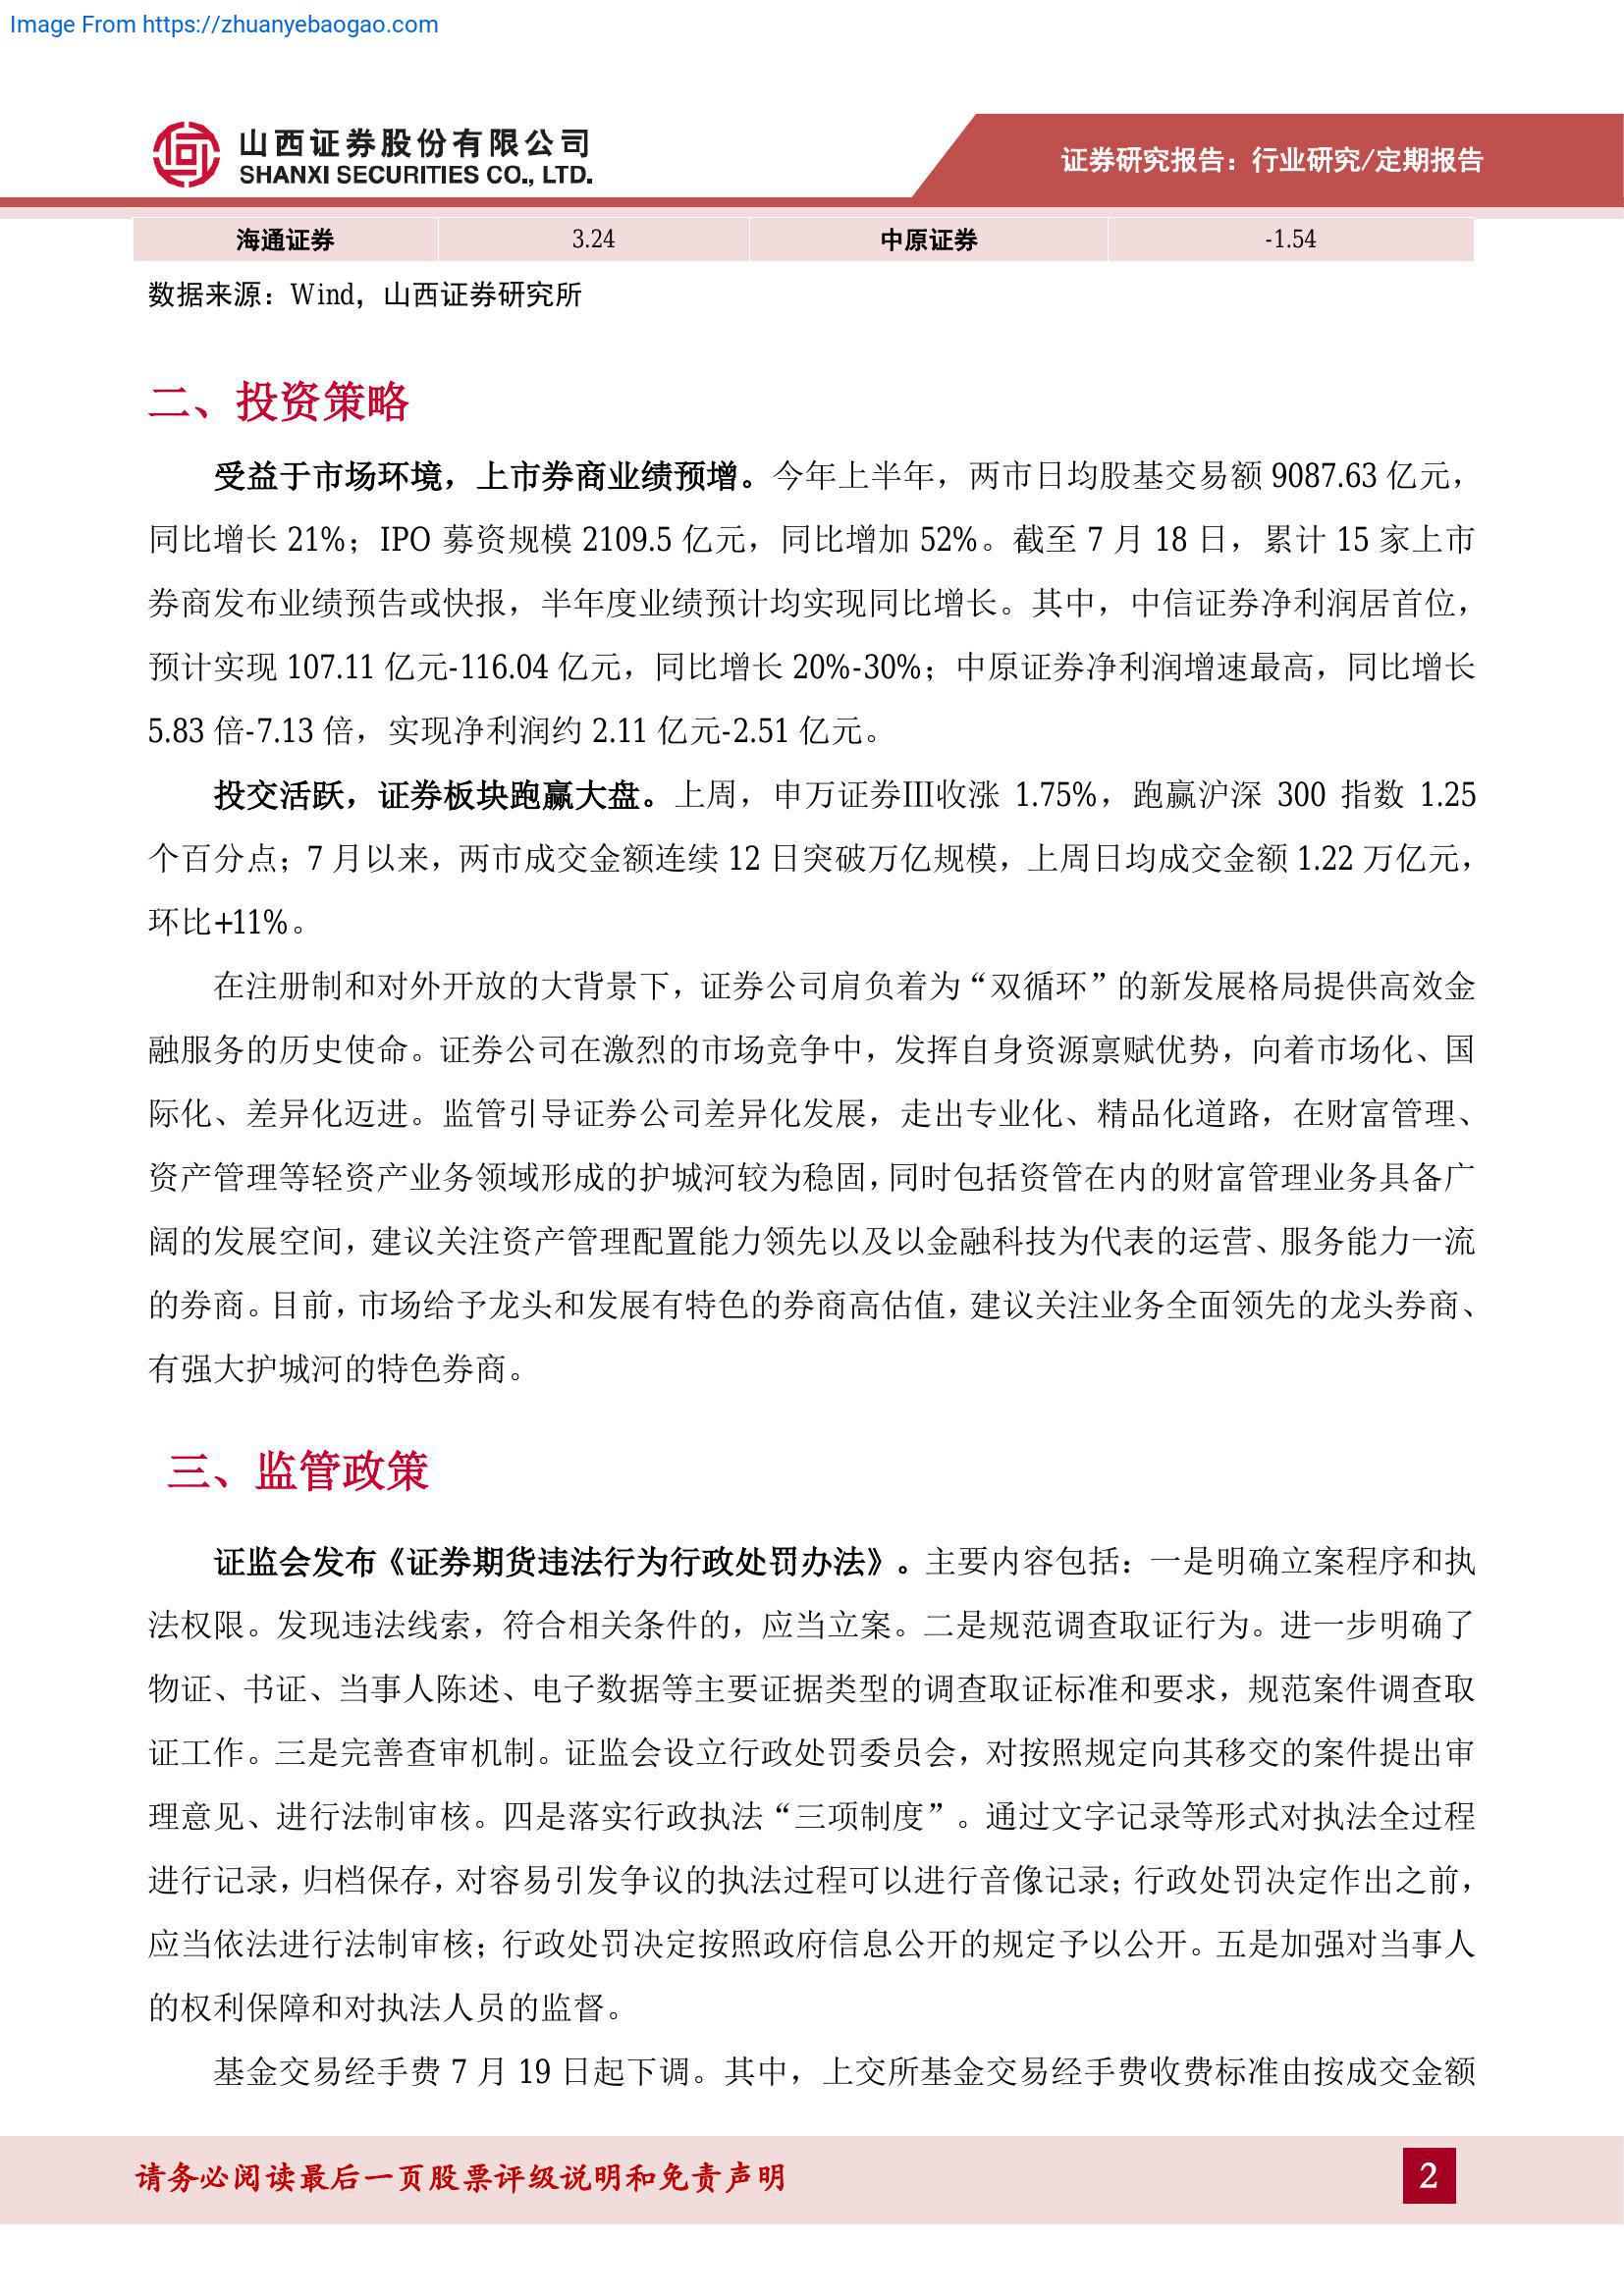 Image From https://zhuanyebaogao.com
山西证券股份有限公司
SHANXI SECURITIES CO., LTD.
证券研究报告：行业研究/定期报告
海通证券 3.24 中原证券 -1.54
数据来源：Wind，山西证券研究所
二、投资策略
受益于市场环境，上市券商业绩预增。今年上半年，两市日均股基交易额 9087.63 亿元，
同比增长 21%；IPO 募资规模 2109.5 亿元，同比增加 52%。截至 7 月 18 日，累计 15 家上市
券商发布业绩预告或快报，半年度业绩预计均实现同比增长。其中，中信证券净利润居首位，
预计实现 107.11 亿元-116.04 亿元，同比增长 20%-30%；中原证券净利润增速最高，同比增长
5.83 倍-7.13 倍，实现净利润约 2.11 亿元-2.51 亿元。
投交活跃，证券板块跑赢大盘。上周，申万证券Ⅲ收涨 1.75%，跑赢沪深 300 指数 1.25
个百分点；7 月以来，两市成交金额连续 12 日突破万亿规模，上周日均成交金额 1.22 万亿元，
环比+11%。
在注册制和对外开放的大背景下，证券公司肩负着为“双循环”的新发展格局提供高效金
融服务的历史使命。证券公司在激烈的市场竞争中，发挥自身资源禀赋优势，向着市场化、国
际化、差异化迈进。监管引导证券公司差异化发展，走出专业化、精品化道路，在财富管理、
资产管理等轻资产业务领域形成的护城河较为稳固，同时包括资管在内的财富管理业务具备广
阔的发展空间，建议关注资产管理配置能力领先以及以金融科技为代表的运营、服务能力一流
的券商。目前，市场给予龙头和发展有特色的券商高估值，建议关注业务全面领先的龙头券商、
有强大护城河的特色券商。
三、监管政策
证监会发布《证券期货违法行为行政处罚办法》。主要内容包括：一是明确立案程序和执
法权限。发现违法线索，符合相关条件的，应当立案。二是规范调查取证行为。进一步明确了
物证、书证、当事人陈述、电子数据等主要证据类型的调查取证标准和要求，规范案件调查取
证工作。三是完善查审机制。证监会设立行政处罚委员会，对按照规定向其移交的案件提出审
理意见、进行法制审核。四是落实行政执法“三项制度”。通过文字记录等形式对执法全过程
进行记录，归档保存，对容易引发争议的执法过程可以进行音像记录；行政处罚决定作出之前，
应当依法进行法制审核；行政处罚决定按照政府信息公开的规定予以公开。五是加强对当事人
的权利保障和对执法人员的监督。
基金交易经手费 7 月 19 日起下调。其中，上交所基金交易经手费收费标准由按成交金额
请务必阅读最后一页股票评级说明和免责声明
2